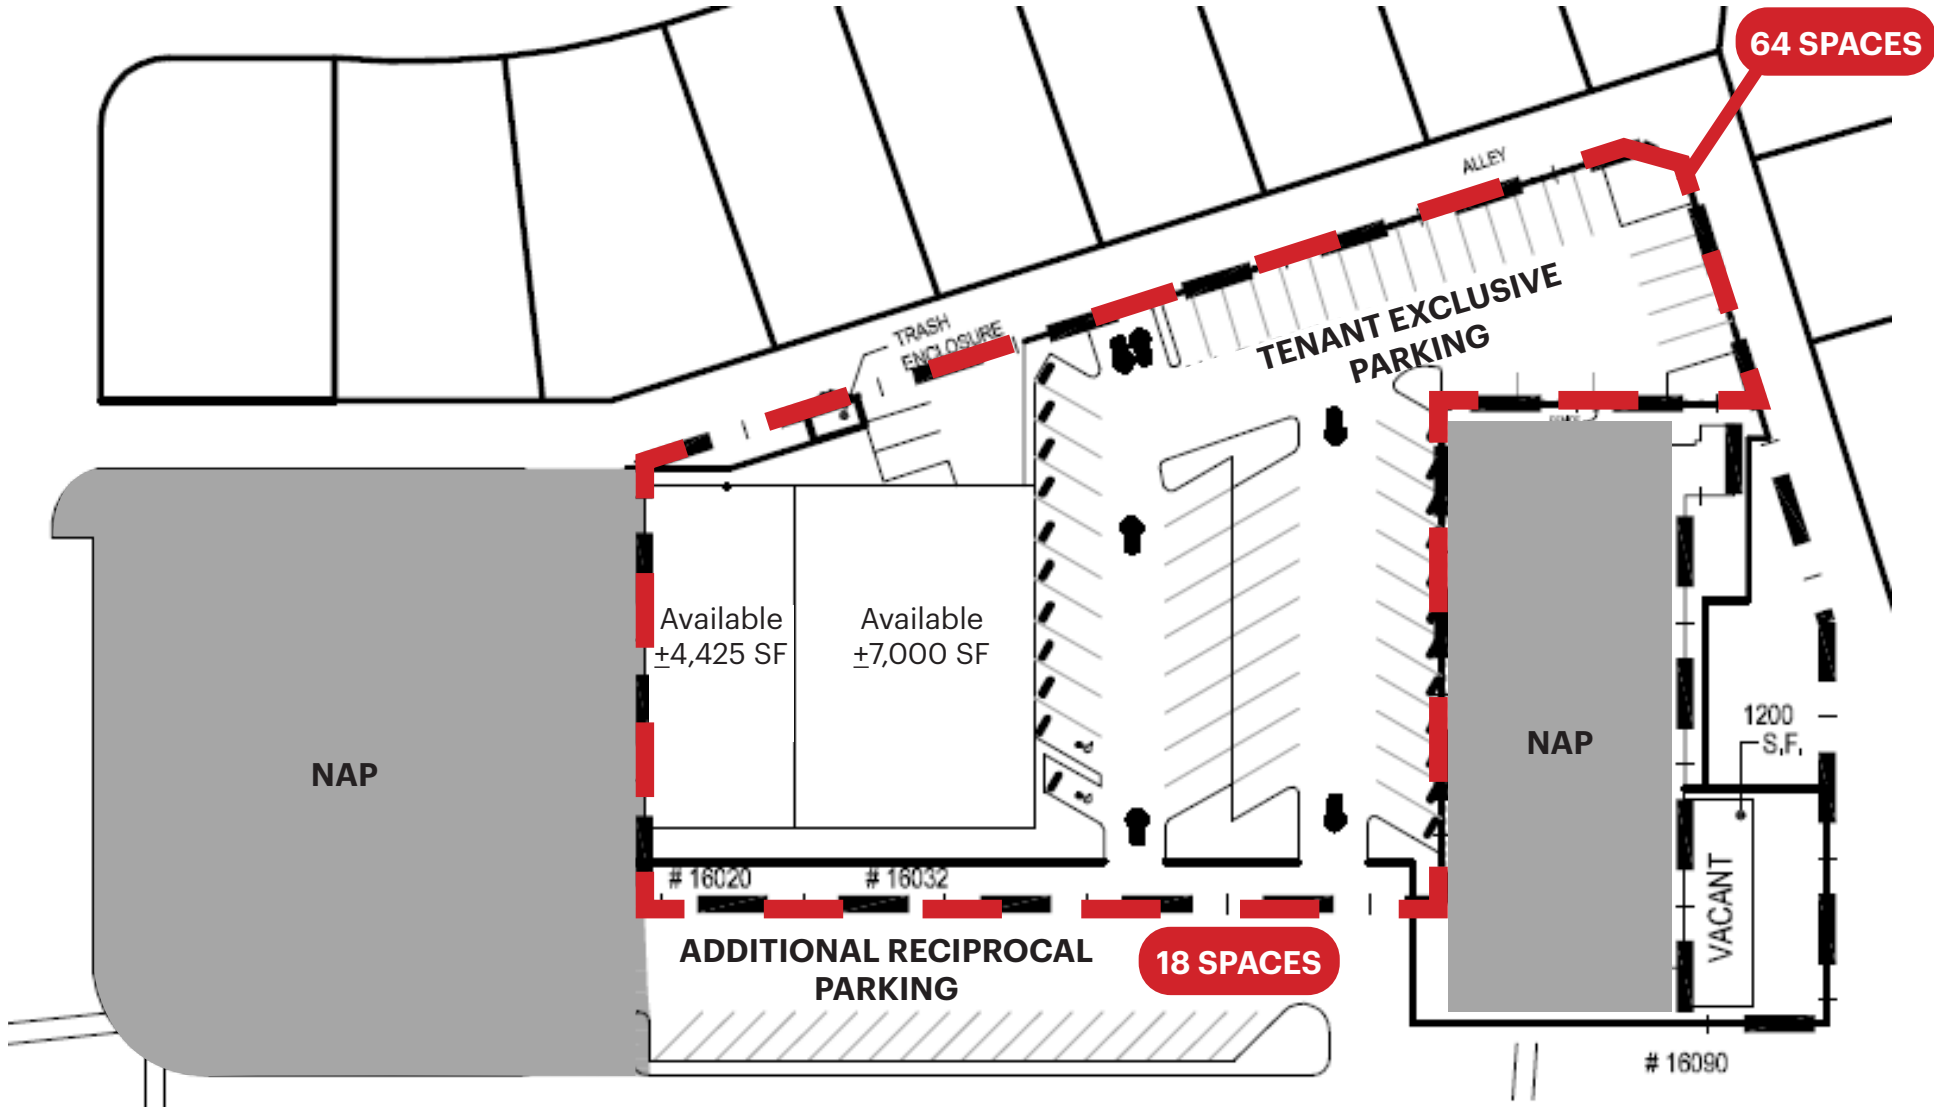 64 SPACES
ALLEY
TRASH
ENCLOSURE
TENANT EXCLUSIVE
PARKING
Available
±4,425 SF
Available
±7,000 SF
NAP
NAP
1200
S.F.
VACANT
# 16020
# 16032
ADDITIONAL RECIPROCAL
PARKING
18 SPACES
# 16090